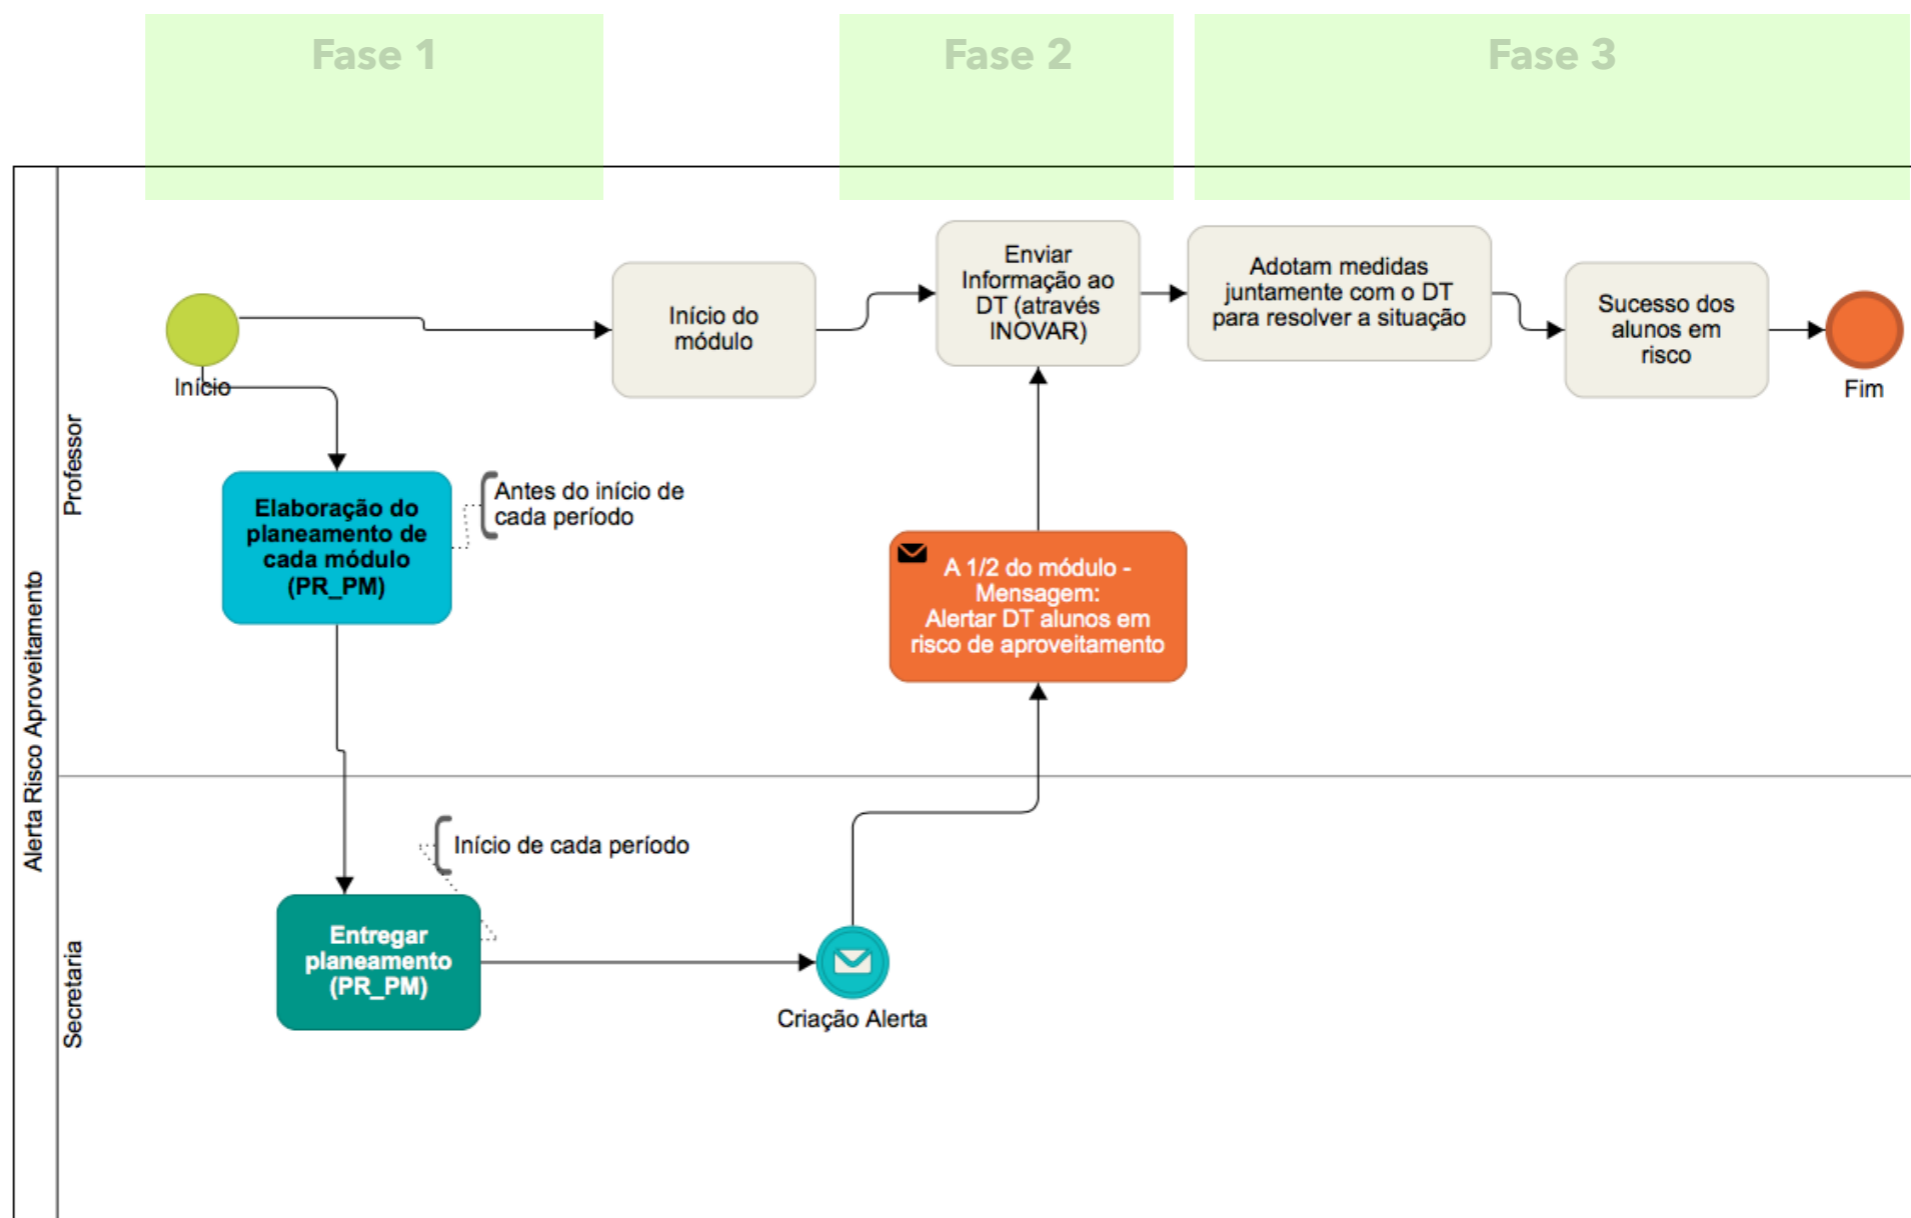 Fase 1
Fase 2
Fase 3
Alerta Risco Aproveitamento
Professor
Início
Início do
módulo
Enviar
Informação ao
DT (através
INOVAR)
Adotam medidas
juntamente com o DT
para resolver a situação
Sucesso dos
alunos em
risco
Fim
Elaboração do
planeamento de
cada módulo
(PR_PM)
Antes do início de
cada período
A 1/2 do módulo -
Mensagem:
Alertar DT alunos em
risco de aproveitamento
Secretaria
Início de cada período
Entregar
planeamento
(PR_PM)
Criação Alerta